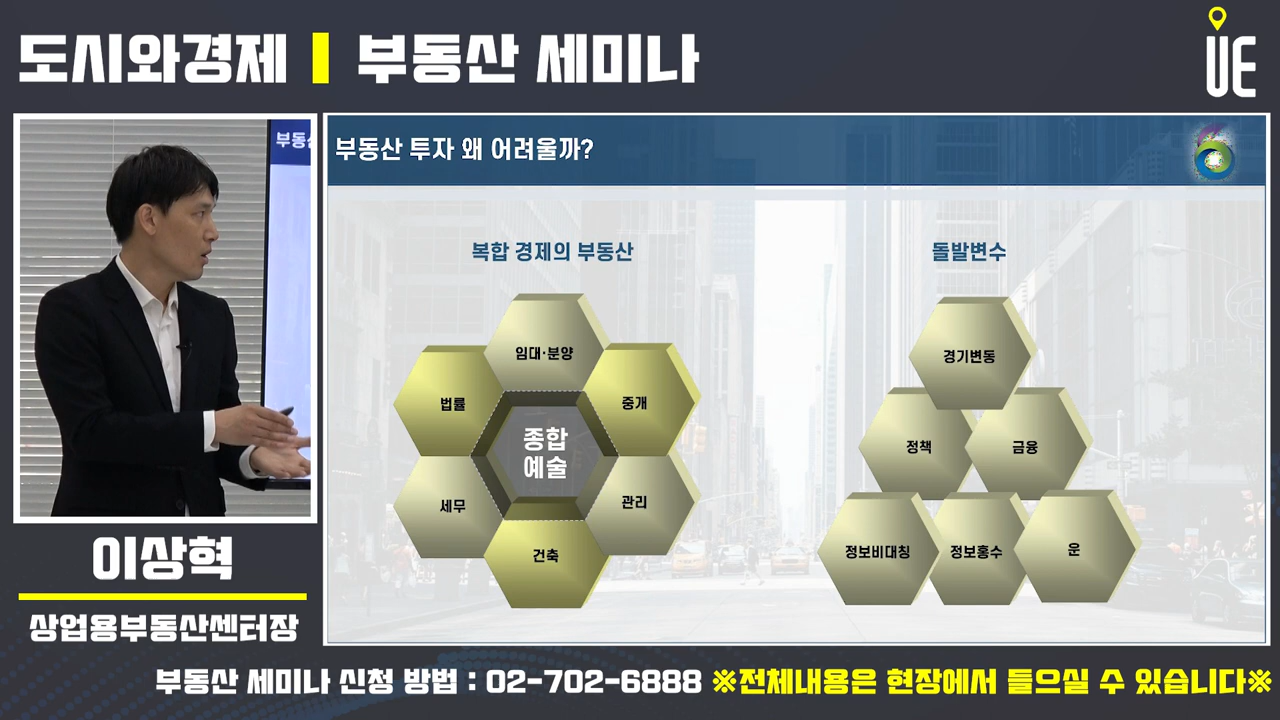 도시와경제 부동산 세미나
UE
부동
부동산 투자 왜 어려울까?
복합 경제의 부동산
임대·분양
법률
중개
종합
예술
세무
관리
건축
돌발변수
경기변동
정책
금융
정보비대칭
정보홍수
운
이상혁
상업용부동산센터장
부동산 세미나 신청 방법 : 02-702-6888 ※전체내용은 현장에서 들으실 수 있습니다※